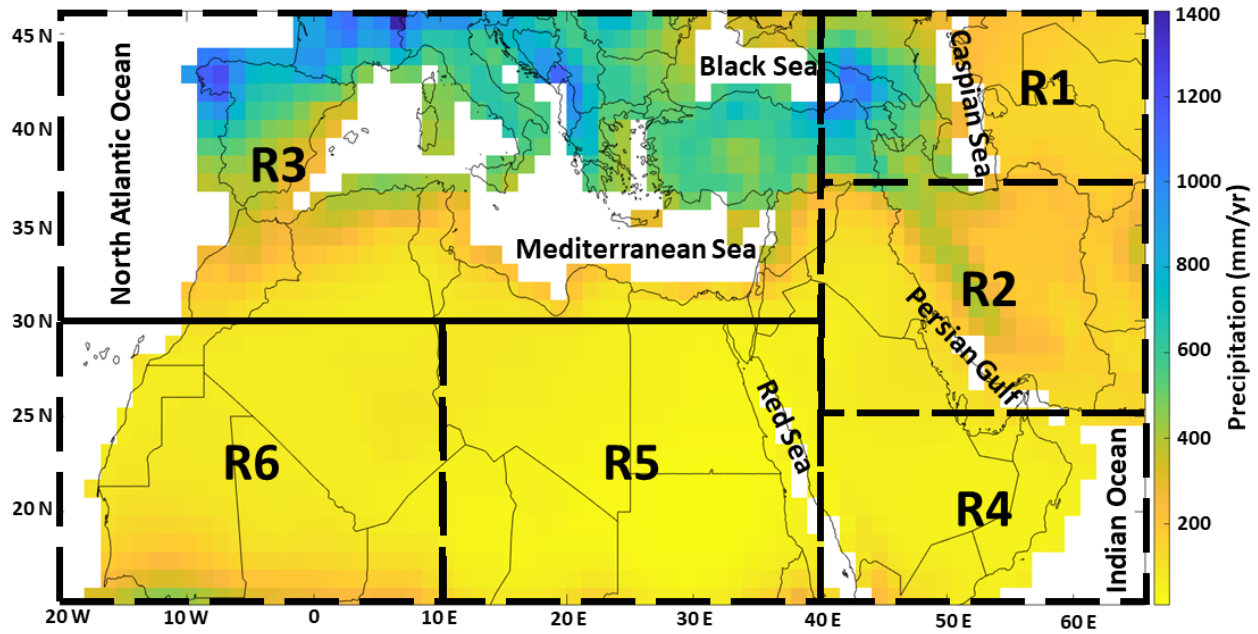 45 N
40 N
35 N
30 N
25 N
20 N
20 W
10 W
0
10 E
20 E
30 E
40 E
50 E
60 E
North Atlantic Ocean
Black Sea
Caspian Sea
Mediterranean Sea
Persian Gulf
Red Sea
Indian Ocean
R1
R2
R3
R4
R5
R6
1400
1200
1000
800
600
400
200
Precipitation (mm/yr)